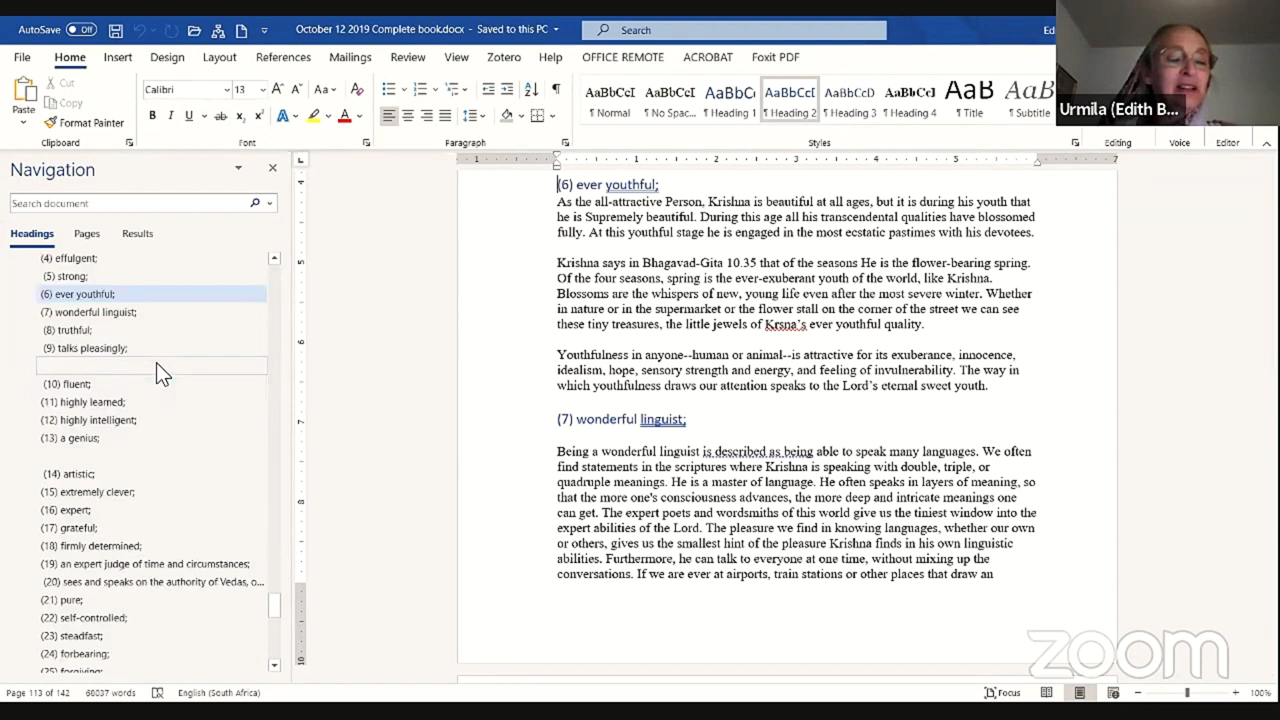 AutoSave Off October 12 2019 Complete book.docx - Saved to this PC Search Ed
File Home Insert Design Layout References Mailings Review View Zotero Help OFFICE REMOTE ACROBAT Foxit PDF
Paste Cut Copy Format Painter
Calibri 13
AaBbCcI AaBbCcI AaBbC AaBbCcI AaBbCcD AaBbCcI AaB AaB
Normal No Spac... Heading 1 Heading 2 Heading 3 Heading 4 Title Subtitle
Clipboard Font Paragraph Styles Editing Voice Editor
Urmila (Edith B...
Navigation
Search document
Headings Pages Results
(4) effulgent;
(5) strong;
(6) ever youthful;
(7) wonderful linguist;
(8) truthful;
(9) talks pleasingly;
(10) fluent;
(11) highly learned;
(12) highly intelligent;
(13) a genius;
(14) artistic;
(15) extremely clever;
(16) expert;
(17) grateful;
(18) firmly determined;
(19) an expert judge of time and circumstances;
(20) sees and speaks on the authority of Vedas, o...
(21) pure;
(22) self-controlled;
(23) steadfast;
(24) forbearing;
(25) forgiving;
(6) ever youthful;
As the all-attractive Person, Krishna is beautiful at all ages, but it is during his youth that
he is Supremely beautiful. During this age all his transcendental qualities have blossomed
fully. At this youthful stage he is engaged in the most ecstatic pastimes with his devotees.
Krishna says in Bhagavad-Gita 10.35 that of the seasons He is the flower-bearing spring.
Of the four seasons, spring is the ever-exuberant youth of the world, like Krishna.
Blossoms are the whispers of new, young life even after the most severe winter. Whether
in nature or in the supermarket or the flower stall on the corner of the street we can see
these tiny treasures, the little jewels of Krsna's ever youthful quality.
Youthfulness in anyone--human or animal--is attractive for its exuberance, innocence,
idealism, hope, sensory strength and energy, and feeling of invulnerability. The way in
which youthfulness draws our attention speaks to the Lord's eternal sweet youth.
(7) wonderful linguist;
Being a wonderful linguist is described as being able to speak many languages. We often
find statements in the scriptures where Krishna is speaking with double, triple, or
quadruple meanings. He is a master of language. He often speaks in layers of meaning, so
that the more one's consciousness advances, the more deep and intricate meanings one
can get. The expert poets and wordsmiths of this world give us the tiniest window into the
expert abilities of the Lord. The pleasure we find in knowing languages, whether our own
or others, gives us the smallest hint of the pleasure Krishna finds in his own linguistic
abilities. Furthermore, he can talk to everyone at one time, without mixing up the
conversations. If we are ever at airports, train stations or other places that draw an
zoom
Page 113 of 142 60037 words English (South Africa) Focus 100%